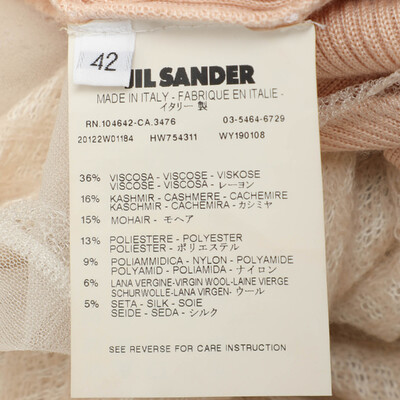 42
JIL SANDER
MADE IN ITALY - FABRIQUE EN ITALIE -
イタリー 製
RN.104642-CA.3476 03-5464-6729
20122W01184 HW754311 WY190108
36% VISCOSA - VISCOSE - VISKOSE
VISCOSE - VISCOSA - レーヨン
16% KASHMIR - CASHMERE - CACHEMIRE
KASCHMIR - CACHEMIRA - カシミヤ
15% MOHAIR - モヘア
13% POLIESTERE - POLYESTER
POLIESTER - ポリエステル
9% POLIAMMIDICA - NYLON - POLYAMIDE
POLYAMID - POLIAMIDA - ナイロン
6% LANA VERGINE-VIRGIN WOOL-LAINE VIERGE
SCHURWOLLE-LANA VIRGEN- ウール
5% SETA - SILK - SOIE
SEIDE - SEDA - シルク
SEE REVERSE FOR CARE INSTRUCTION